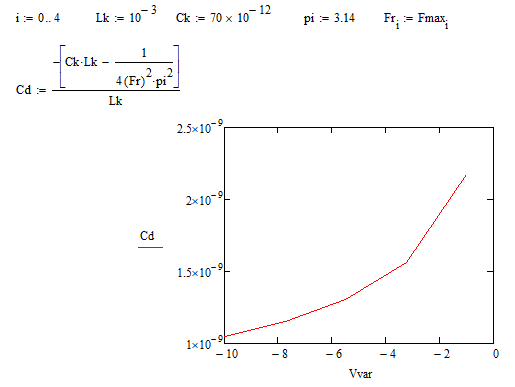 i := 0.. 4 Lk := 10^-3 Ck := 70 × 10^-12 pi := 3.14 Fr_i := Fmax_i
Cd := -[Ck·Lk - 1/(4(Fr)^2·pi^2)]/Lk
2.5×10^-9
2×10^-9
Cd
1.5×10^-9
1×10^-9
-10 -8 -6 -4 -2 0
Vvar